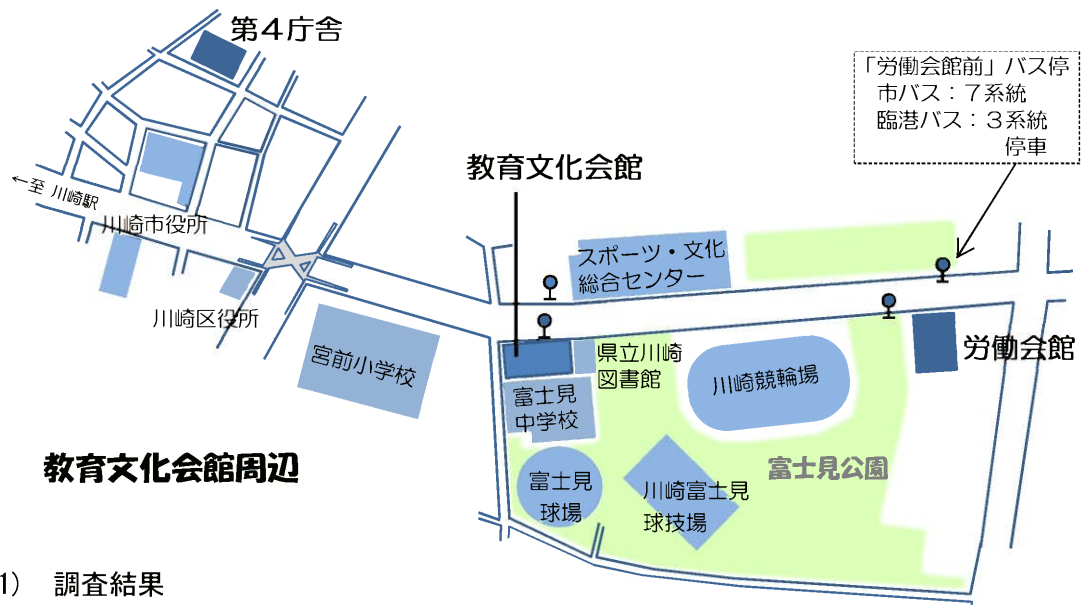 第４庁舎
「労働会館前」バス停
市バス：７系統
臨港バス：３系統
停車
教育文化会館
←至 川崎駅
川崎市役所
スポーツ・文化
総合センター
川崎区役所
宮前小学校
県立川崎
図書館
労働会館
川崎競輪場
富士見
中学校
教育文化会館周辺
富士見公園
富士見
球場
川崎富士見
球技場
1)　調査結果